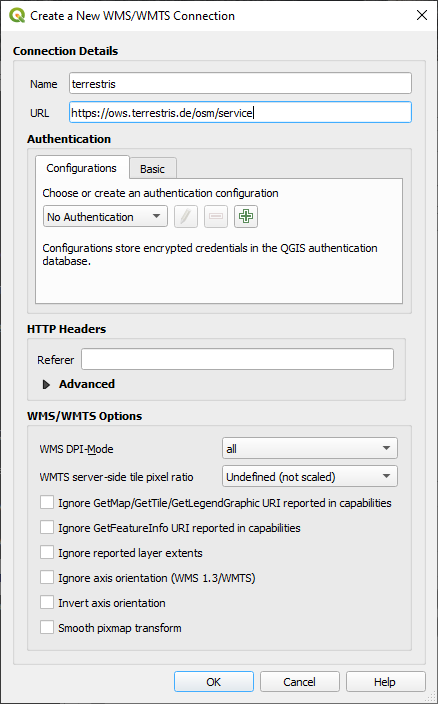 Create a New WMS/WMTS Connection
Connection Details
Name terrestris
URL https://ows.terrestris.de/osm/service
Authentication
Configurations Basic
Choose or create an authentication configuration
No Authentication
Configurations store encrypted credentials in the QGIS authentication
database.
HTTP Headers
Referer
Advanced
WMS/WMTS Options
WMS DPI-Mode all
WMTS server-side tile pixel ratio Undefined (not scaled)
Ignore GetMap/GetTile/GetLegendGraphic URI reported in capabilities
Ignore GetFeatureInfo URI reported in capabilities
Ignore reported layer extents
Ignore axis orientation (WMS 1.3/WMTS)
Invert axis orientation
Smooth pixmap transform
OK Cancel Help